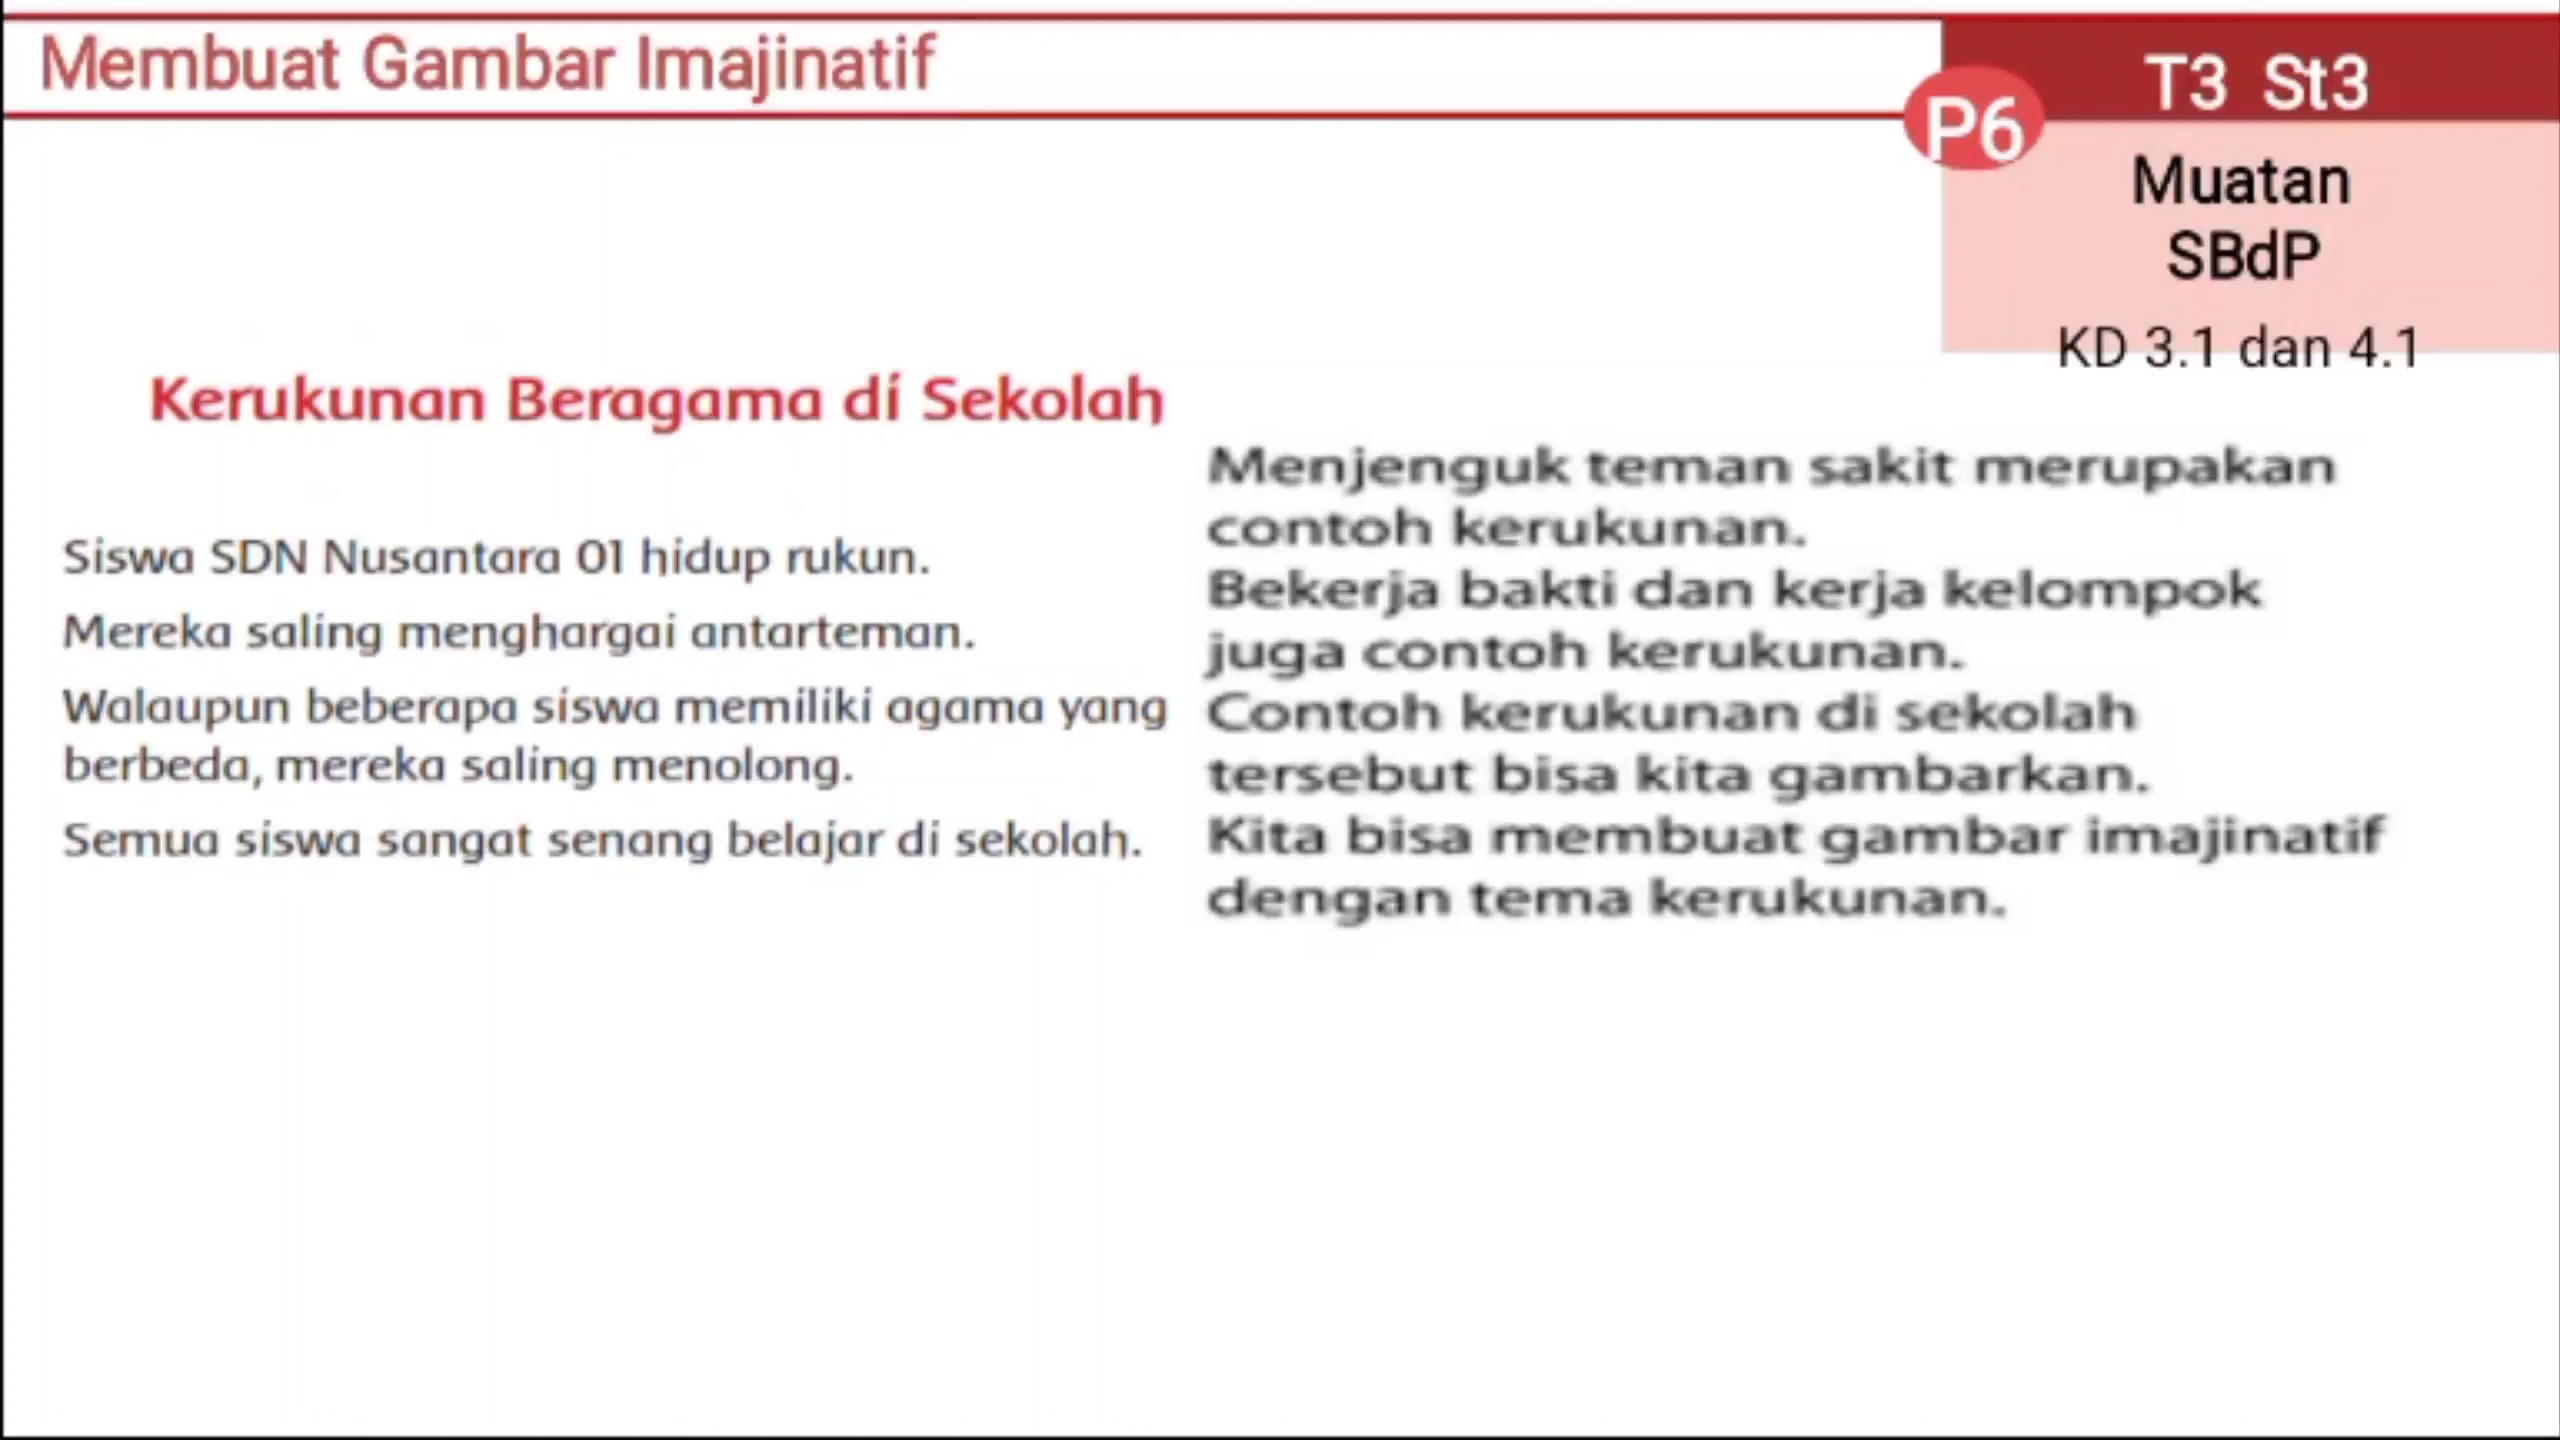 Membuat Gambar Imajinatif
T3 St3
P6
Muatan
SBdP
KD 3.1 dan 4.1
Kerukunan Beragama di Sekolah
Siswa SDN Nusantara 01 hidup rukun.
Mereka saling menghargai antarteman.
Walaupun beberapa siswa memiliki agama yang
berbeda, mereka saling menolong.
Semua siswa sangat senang belajar di sekolah.
Menjenguk teman sakit merupakan
contoh kerukunan.
Bekerja bakti dan kerja kelompok
juga contoh kerukunan.
Contoh kerukunan di sekolah
tersebut bisa kita gambarkan.
Kita bisa membuat gambar imajinatif
dengan tema kerukunan.